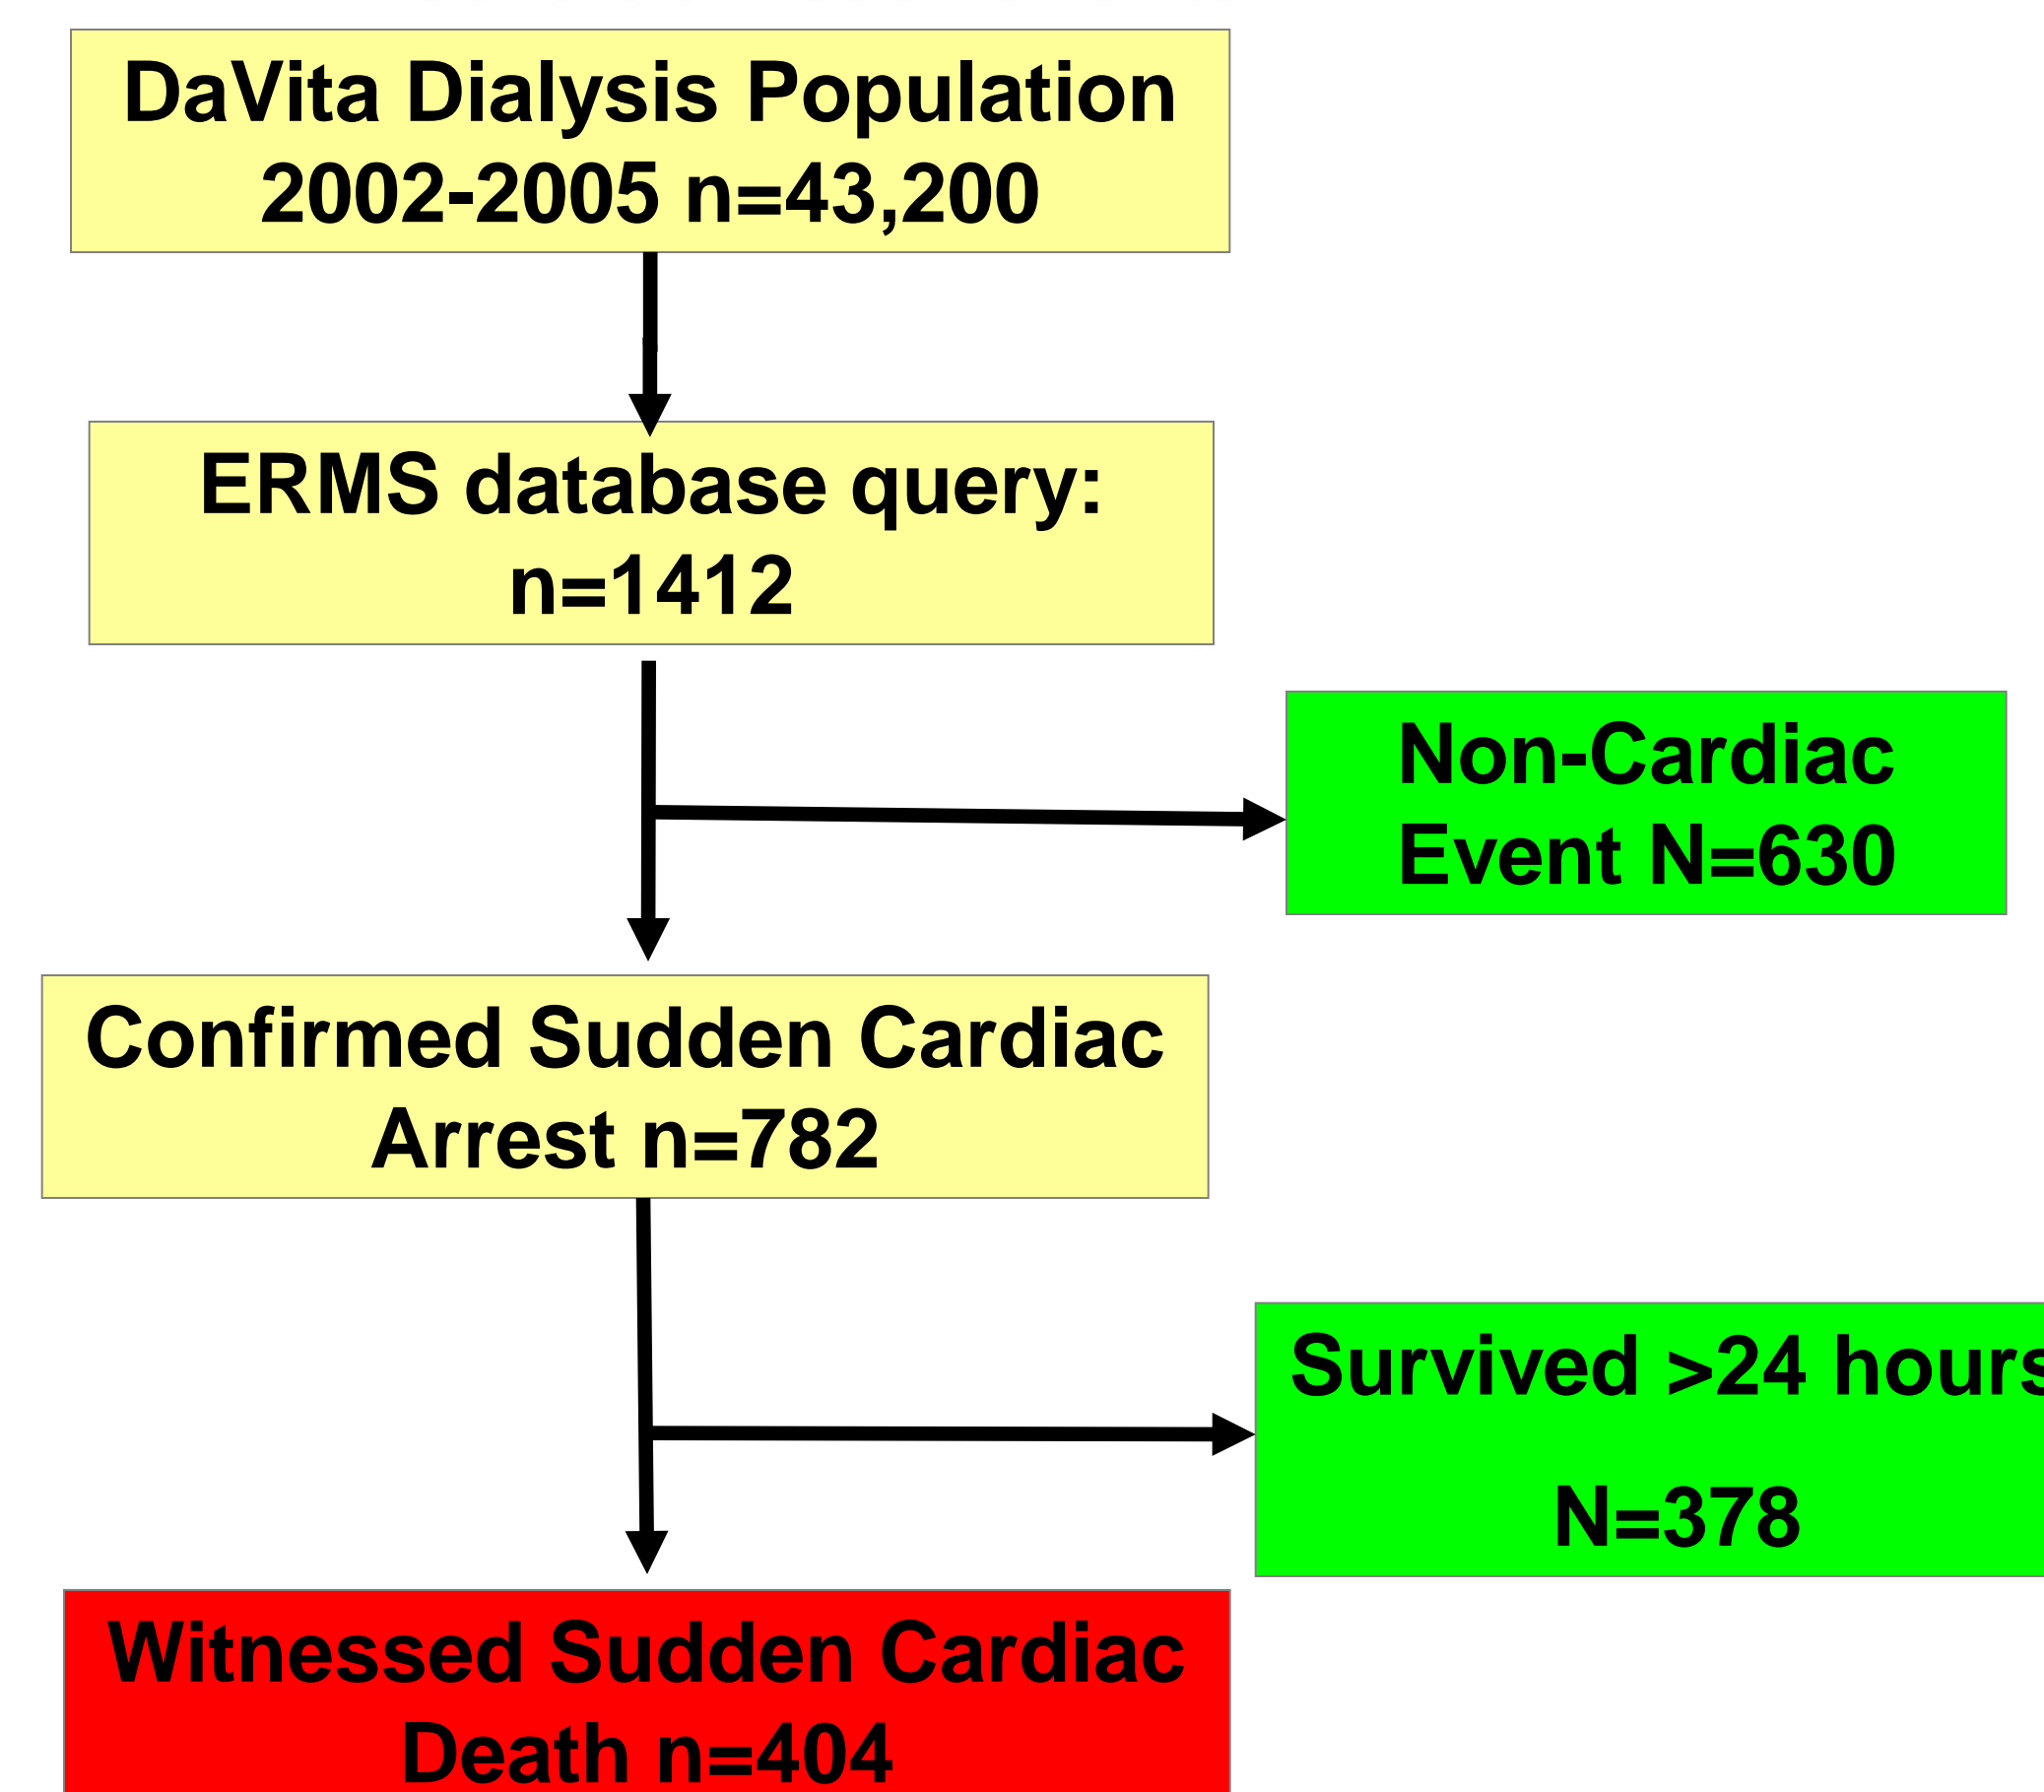 DaVita Dialysis Population
2002-2005 n=43,200
ERMS database query:
n=1412
Non-Cardiac
Event N=630
Confirmed Sudden Cardiac
Arrest n=782
Survived >24 hours
N=378
Witnessed Sudden Cardiac
Death n=404